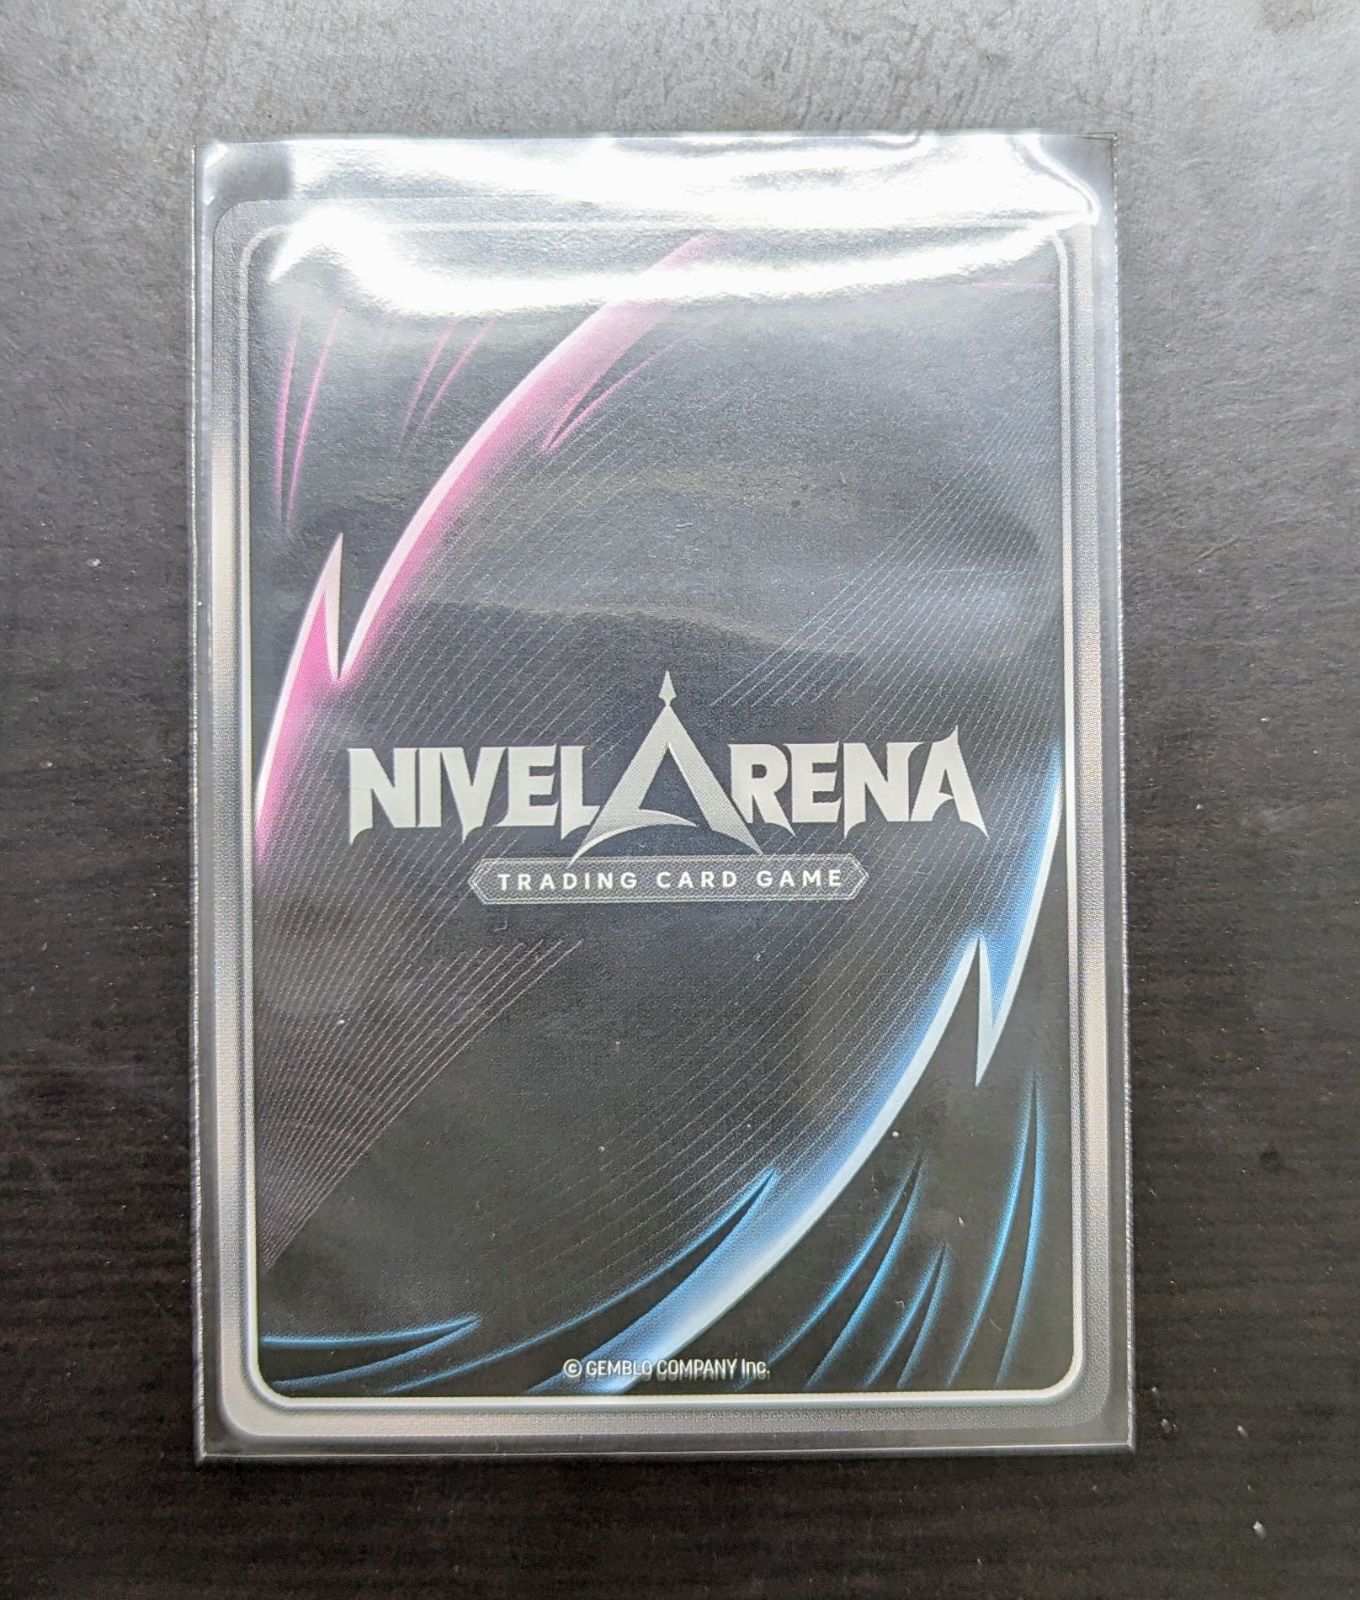 NIVEL ARENA
TRADING CARD GAME
© GEMBLO COMPANY Inc.